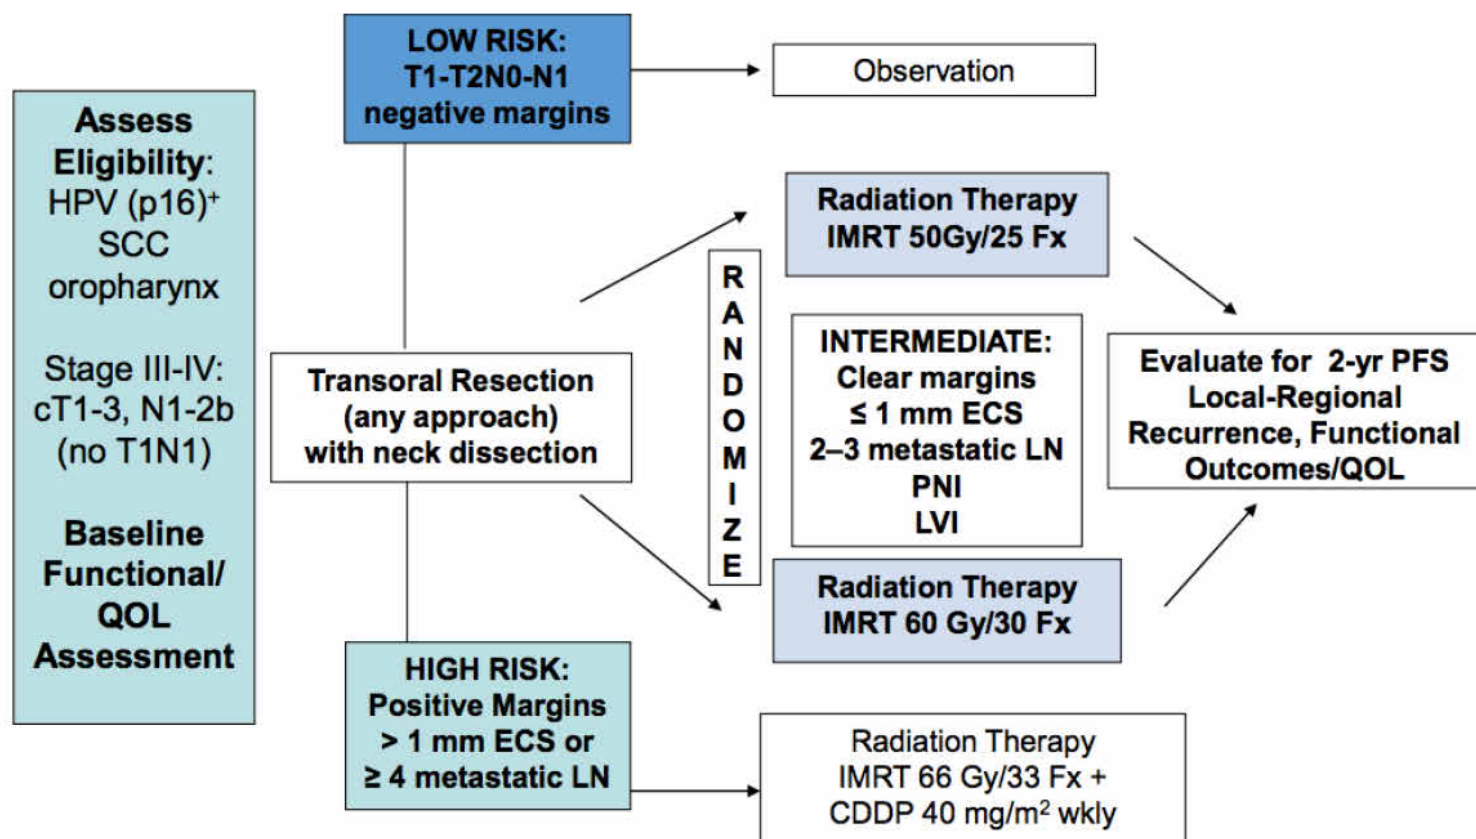 Assess
Eligibility:
HPV (p16)⁺
SCC
oropharynx
Stage III-IV:
cT1-3, N1-2b
(no T1N1)
Baseline
Functional/
QOL
Assessment
LOW RISK:
T1-T2N0-N1
negative margins
Observation
Transoral Resection
(any approach)
with neck dissection
HIGH RISK:
Positive Margins
> 1 mm ECS or
≥ 4 metastatic LN
R
A
N
D
O
M
I
Z
E
Radiation Therapy
IMRT 50Gy/25 Fx
INTERMEDIATE:
Clear margins
≤ 1 mm ECS
2–3 metastatic LN
PNI
LVI
Radiation Therapy
IMRT 60 Gy/30 Fx
Radiation Therapy
IMRT 66 Gy/33 Fx +
CDDP 40 mg/m² wkly
Evaluate for 2-yr PFS
Local-Regional
Recurrence, Functional
Outcomes/QOL